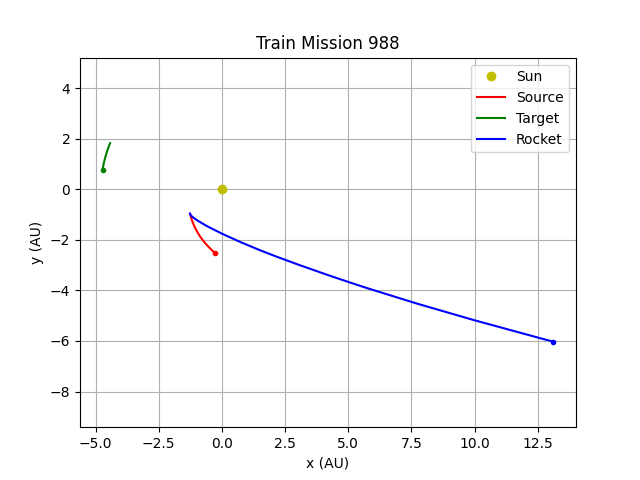 Train Mission 988
Sun
Source
Target
Rocket
4
2
0
−2
−4
−6
−8
y (AU)
−5.0 −2.5 0.0 2.5 5.0 7.5 10.0 12.5
x (AU)